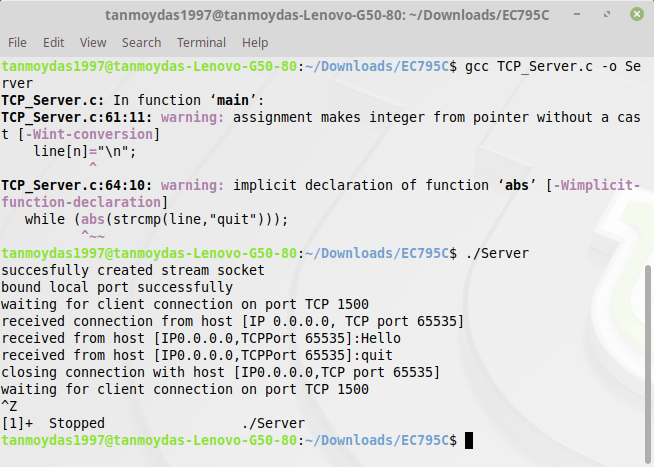 tanmoydas1997@tanmoydas-Lenovo-G50-80: ~/Downloads/EC795C
File Edit View Search Terminal Help
tanmoydas1997@tanmoydas-Lenovo-G50-80:~/Downloads/EC795C$ gcc TCP_Server.c -o Se
rver
TCP_Server.c: In function ‘main’:
TCP_Server.c:61:11: warning: assignment makes integer from pointer without a cas
t [-Wint-conversion]
    line[n]="\n";
           ^
TCP_Server.c:64:10: warning: implicit declaration of function ‘abs’ [-Wimplicit-
function-declaration]
   while (abs(strcmp(line,"quit")));
          ^~~
tanmoydas1997@tanmoydas-Lenovo-G50-80:~/Downloads/EC795C$ ./Server
succesfully created stream socket
bound local port successfully
waiting for client connection on port TCP 1500
received connection from host [IP 0.0.0.0, TCP port 65535]
received from host [IP0.0.0.0,TCPPort 65535]:Hello
received from host [IP0.0.0.0,TCPPort 65535]:quit
closing connection with host [IP0.0.0.0,TCP port 65535]
waiting for client connection on port TCP 1500
^Z
[1]+  Stopped                 ./Server
tanmoydas1997@tanmoydas-Lenovo-G50-80:~/Downloads/EC795C$